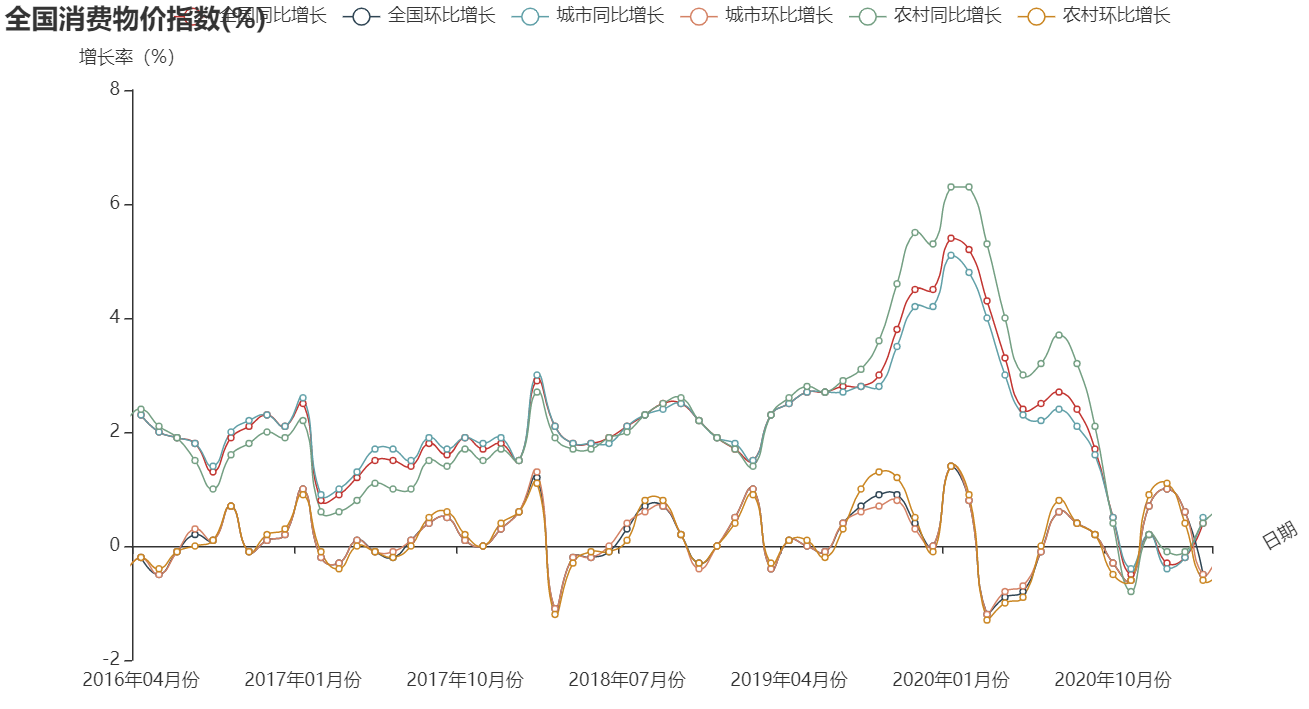 全国消费物价指数(%)
全国同比增长 全国环比增长 城市同比增长 城市环比增长 农村同比增长 农村环比增长
增长率（%）
8
6
4
2
0
-2
2016年04月份 2017年01月份 2017年10月份 2018年07月份 2019年04月份 2020年01月份 2020年10月份
日期